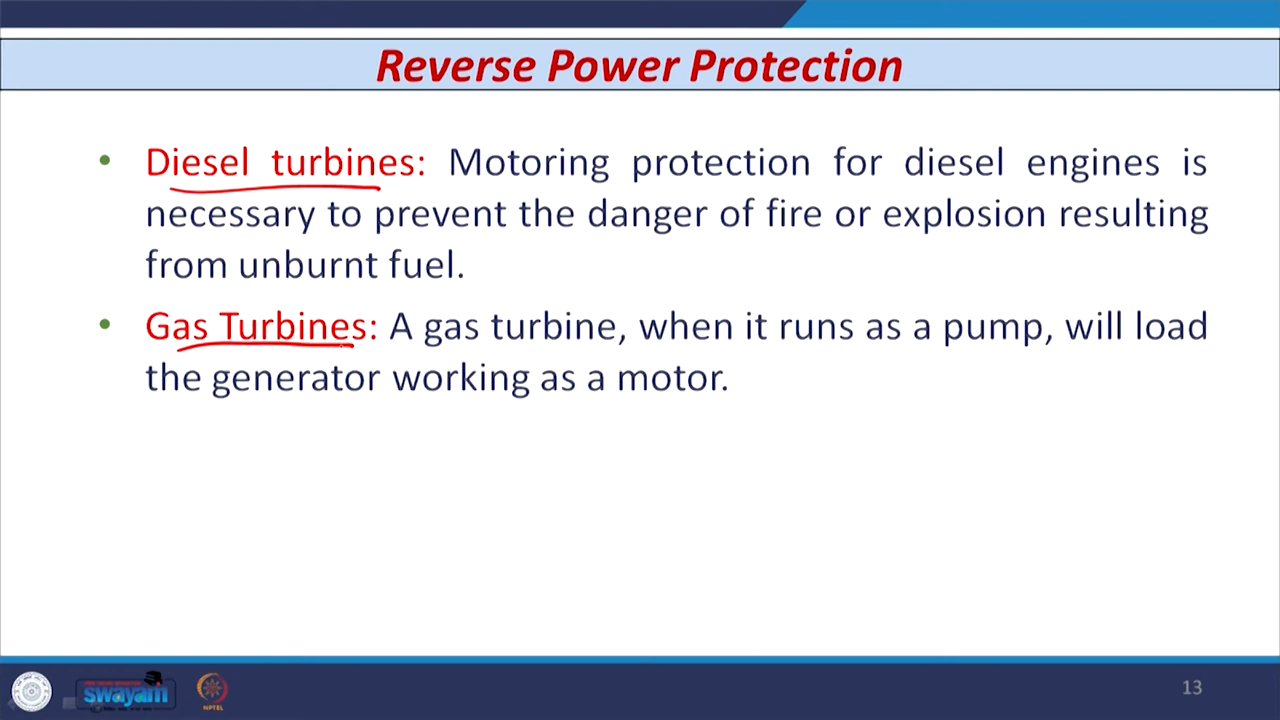 Reverse Power Protection
• Diesel turbines: Motoring protection for diesel engines is
necessary to prevent the danger of fire or explosion resulting
from unburnt fuel.
• Gas Turbines: A gas turbine, when it runs as a pump, will load
the generator working as a motor.
swayam
NPTEL
13